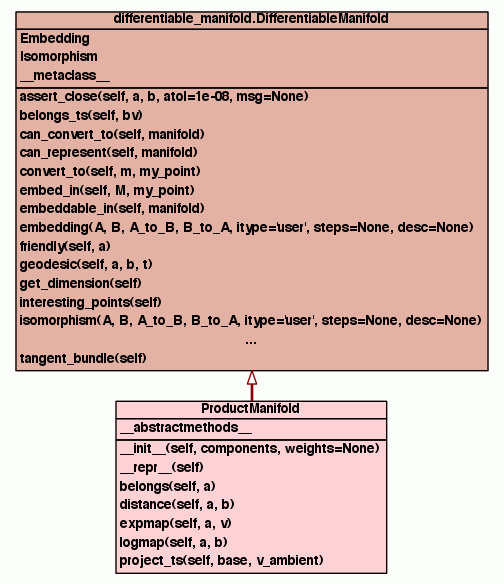 differentiable_manifold.DifferentiableManifold
Embedding
Isomorphism
__metaclass__
assert_close(self, a, b, atol=1e-08, msg=None)
belongs_ts(self, bv)
can_convert_to(self, manifold)
can_represent(self, manifold)
convert_to(self, m, my_point)
embed_in(self, M, my_point)
embeddable_in(self, manifold)
embedding(A, B, A_to_B, B_to_A, itype='user', steps=None, desc=None)
friendly(self, a)
geodesic(self, a, b, t)
get_dimension(self)
interesting_points(self)
isomorphism(A, B, A_to_B, B_to_A, itype='user', steps=None, desc=None)
...
tangent_bundle(self)
ProductManifold
__abstractmethods__
__init__(self, components, weights=None)
__repr__(self)
belongs(self, a)
distance(self, a, b)
expmap(self, a, v)
logmap(self, a, b)
project_ts(self, base, v_ambient)